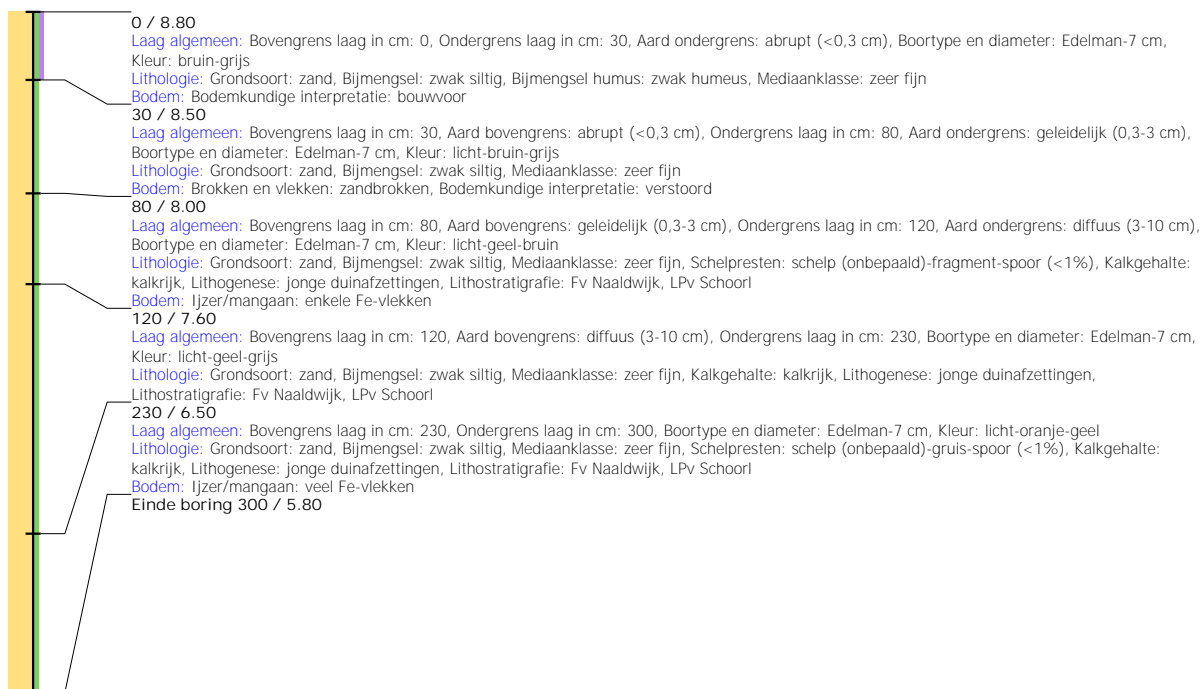 0 / 8.80
Laag algemeen: Bovengrens laag in cm: 0, Ondergrens laag in cm: 30, Aard ondergrens: abrupt (<0,3 cm), Boortype en diameter: Edelman-7 cm,
Kleur: bruin-grijs
Lithologie: Grondsoort: zand, Bijmengsel: zwak siltig, Bijmengsel humus: zwak humeus, Mediaanklasse: zeer fijn
Bodem: Bodemkundige interpretatie: bouwvoor
30 / 8.50
Laag algemeen: Bovengrens laag in cm: 30, Aard bovengrens: abrupt (<0,3 cm), Ondergrens laag in cm: 80, Aard ondergrens: geleidelijk (0,3-3 cm),
Boortype en diameter: Edelman-7 cm, Kleur: licht-bruin-grijs
Lithologie: Grondsoort: zand, Bijmengsel: zwak siltig, Mediaanklasse: zeer fijn
Bodem: Brokken en vlekken: zandbrokken, Bodemkundige interpretatie: verstoord
80 / 8.00
Laag algemeen: Bovengrens laag in cm: 80, Aard bovengrens: geleidelijk (0,3-3 cm), Ondergrens laag in cm: 120, Aard ondergrens: diffuus (3-10 cm),
Boortype en diameter: Edelman-7 cm, Kleur: licht-geel-bruin
Lithologie: Grondsoort: zand, Bijmengsel: zwak siltig, Mediaanklasse: zeer fijn, Schelpresten: schelp (onbepaald)-fragment-spoor (<1%), Kalkgehalte:
kalkrijk, Lithogenese: jonge duinafzettingen, Lithostratigrafie: Fv Naaldwijk, LPv Schoorl
Bodem: Ijzer/mangaan: enkele Fe-vlekken
120 / 7.60
Laag algemeen: Bovengrens laag in cm: 120, Aard bovengrens: diffuus (3-10 cm), Ondergrens laag in cm: 230, Boortype en diameter: Edelman-7 cm,
Kleur: licht-geel-grijs
Lithologie: Grondsoort: zand, Bijmengsel: zwak siltig, Mediaanklasse: zeer fijn, Kalkgehalte: kalkrijk, Lithogenese: jonge duinafzettingen,
Lithostratigrafie: Fv Naaldwijk, LPv Schoorl
230 / 6.50
Laag algemeen: Bovengrens laag in cm: 230, Ondergrens laag in cm: 300, Boortype en diameter: Edelman-7 cm, Kleur: licht-oranje-geel
Lithologie: Grondsoort: zand, Bijmengsel: zwak siltig, Mediaanklasse: zeer fijn, Schelpresten: schelp (onbepaald)-gruis-spoor (<1%), Kalkgehalte:
kalkrijk, Lithogenese: jonge duinafzettingen, Lithostratigrafie: Fv Naaldwijk, LPv Schoorl
Bodem: Ijzer/mangaan: veel Fe-vlekken
Einde boring 300 / 5.80